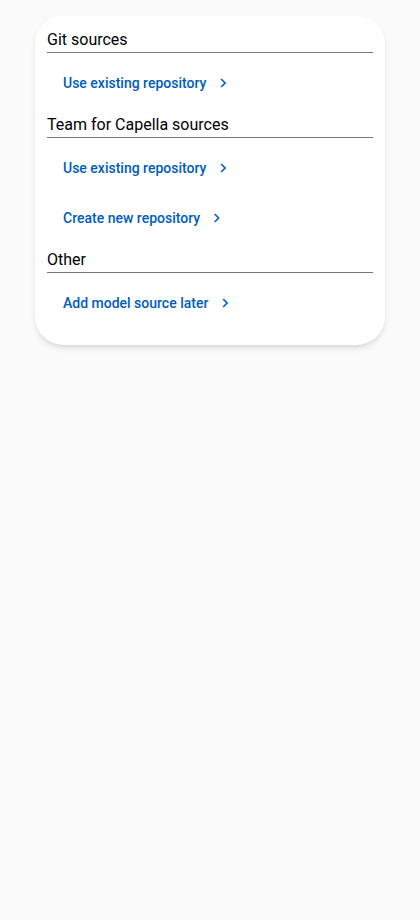 Git sources
Use existing repository
Team for Capella sources
Use existing repository
Create new repository
Other
Add model source later